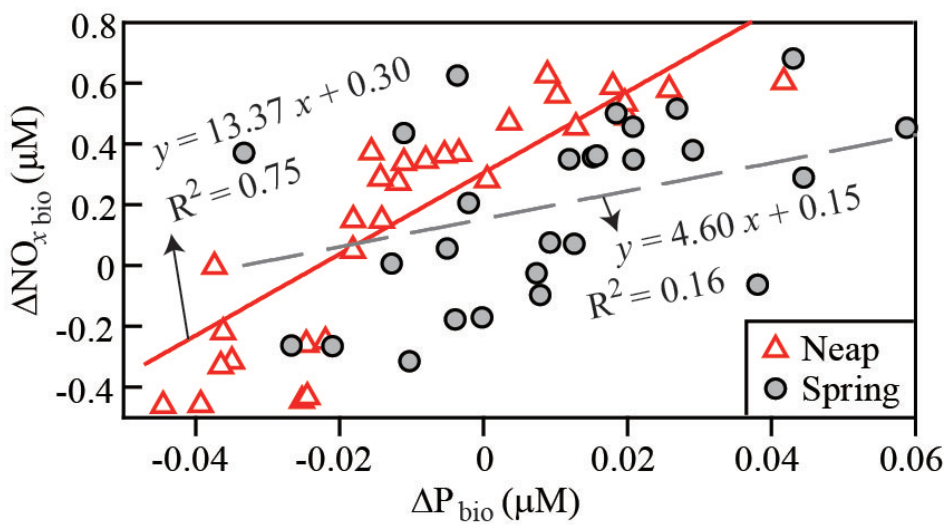 0.8
0.6
0.4
0.2
0
-0.2
-0.4
ΔNOx bio (μM)
y = 13.37 x + 0.30
R² = 0.75
y = 4.60 x + 0.15
R² = 0.16
Neap
Spring
-0.04 -0.02 0 0.02 0.04 0.06
ΔP bio (μM)